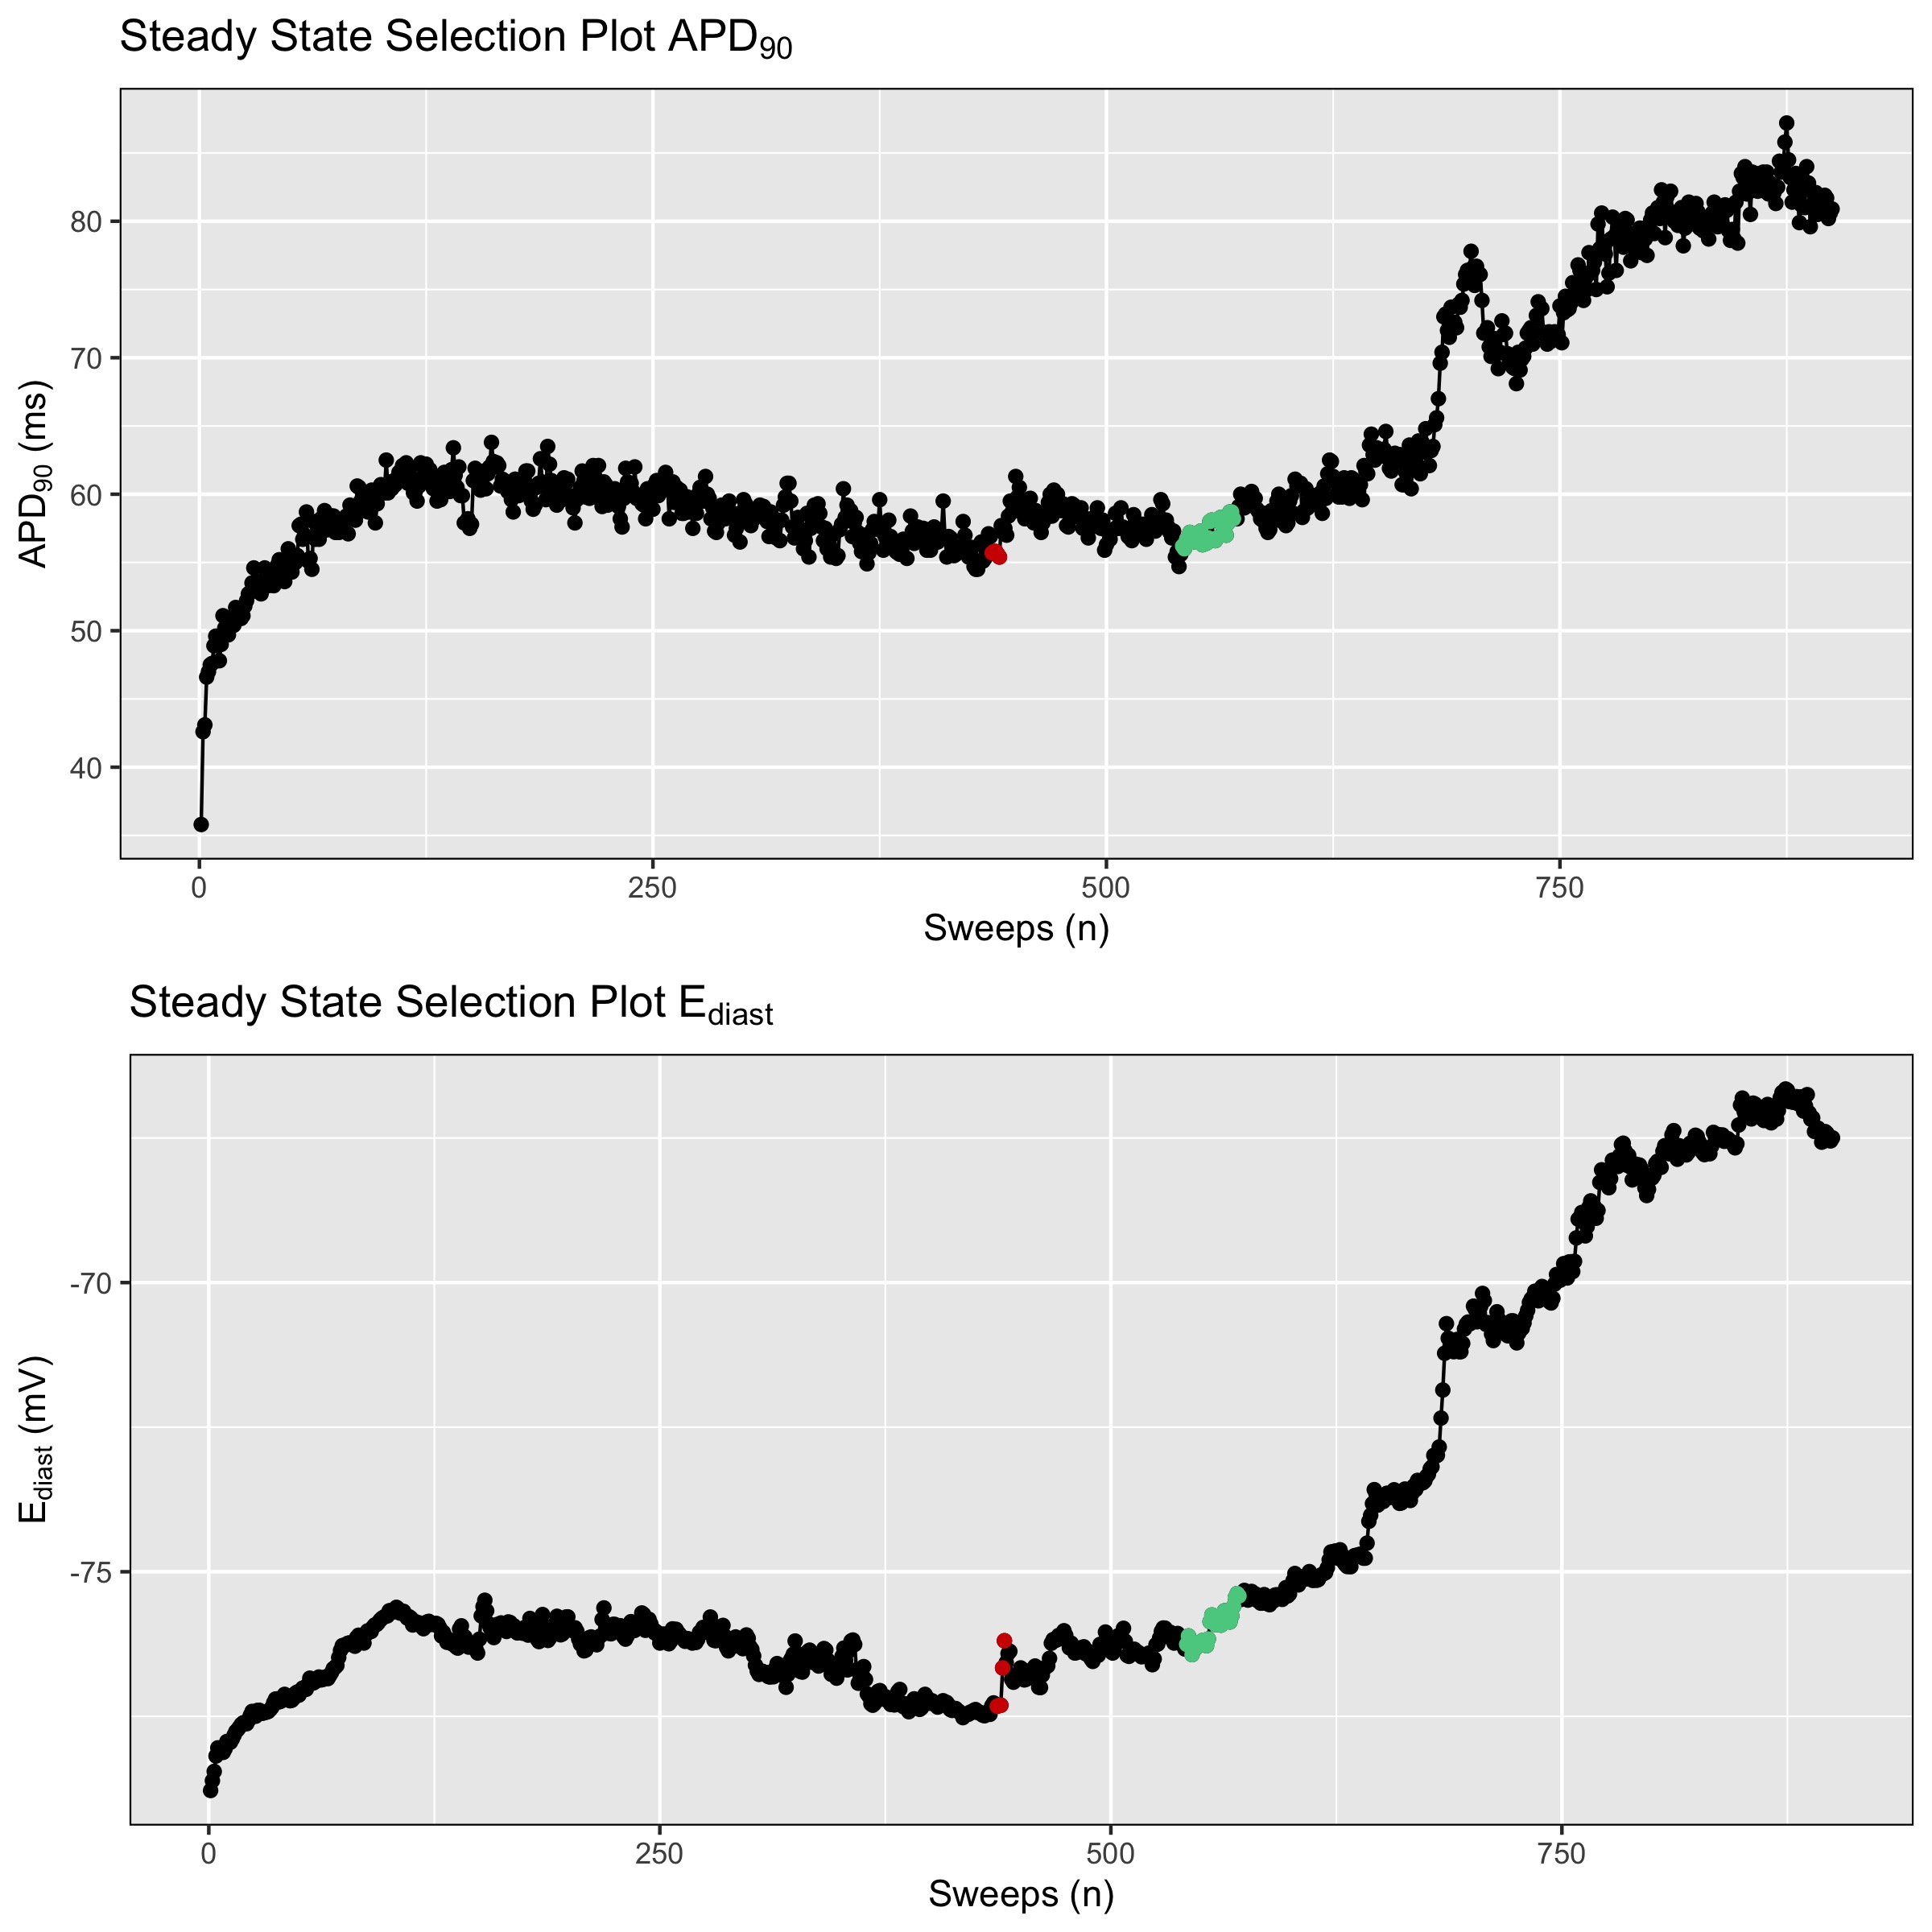 Steady State Selection Plot APD90
80
70
60
50
40
APD90 (ms)
0 250 500 750
Sweeps (n)
Steady State Selection Plot Ediast
-70
-75
Ediast (mV)
0 250 500 750
Sweeps (n)